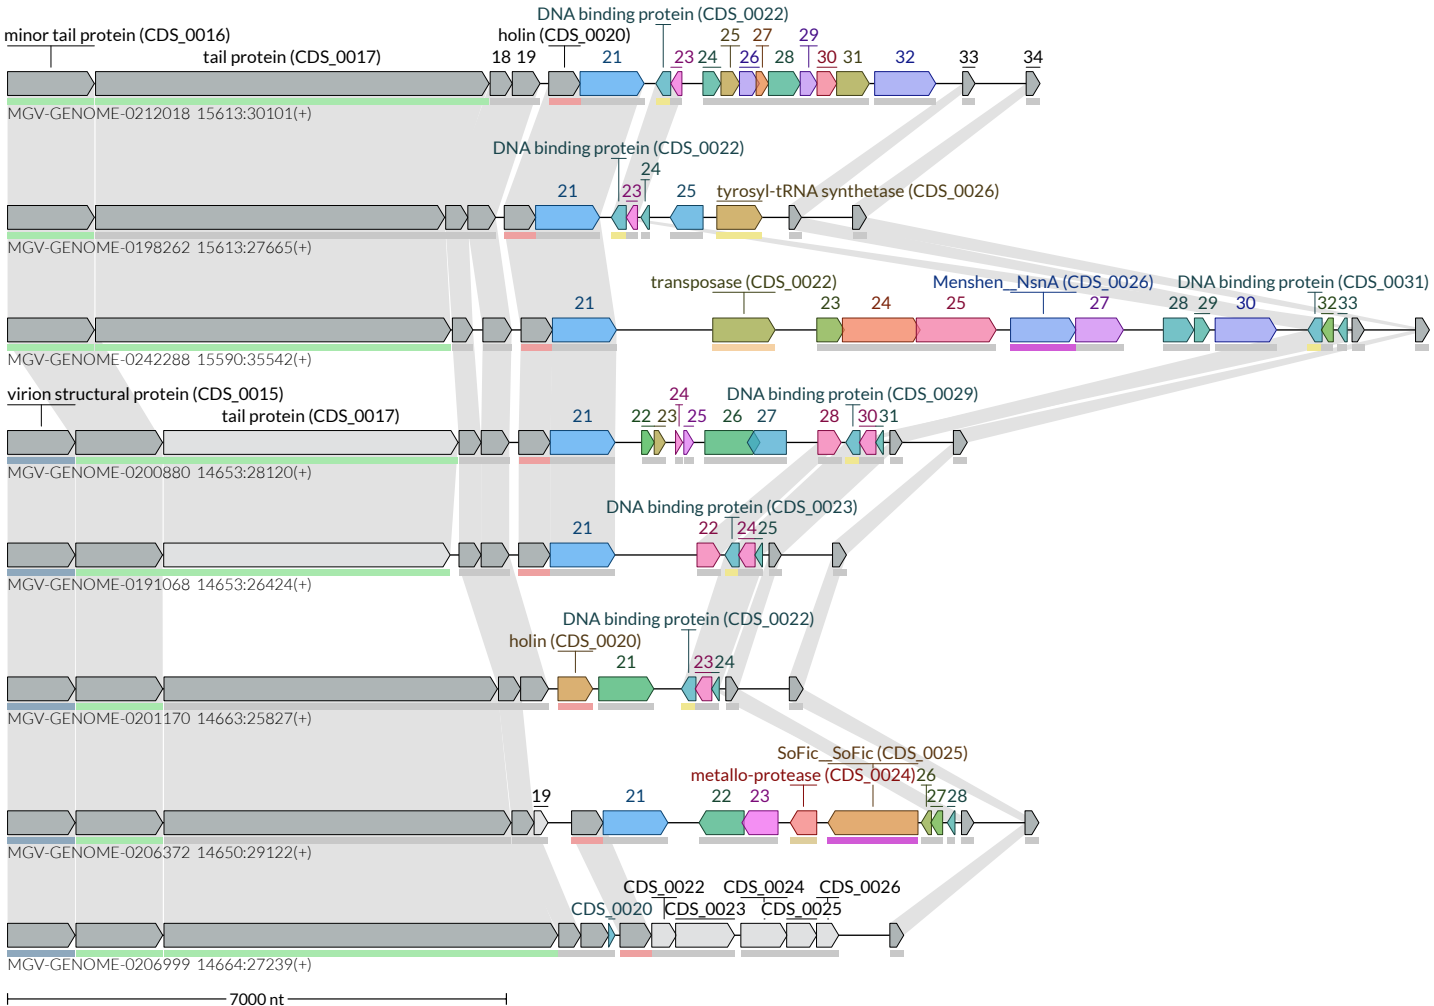 DNA binding protein (CDS_0022)
minor tail protein (CDS_0016)
holin (CDS_0020)
25 27 29
tail protein (CDS_0017)
18 19 21 23 24 26 28 30 31 32 33 34
MGV-GENOME-0212018 15613:30101(+)
DNA binding protein (CDS_0022)
24
21 23 25 tyrosyl-tRNA synthetase (CDS_0026)
MGV-GENOME-0198262 15613:27665(+)
transposase (CDS_0022) Menshen__NsnA (CDS_0026) DNA binding protein (CDS_0031)
21 23 24 25 27 28 29 30 32 33
MGV-GENOME-0242288 15590:35542(+)
virion structural protein (CDS_0015) 24 DNA binding protein (CDS_0029)
tail protein (CDS_0017) 21 22 23 25 26 27 28 30 31
MGV-GENOME-0200880 14653:28120(+)
DNA binding protein (CDS_0023)
21 22 24 25
MGV-GENOME-0191068 14653:26424(+)
DNA binding protein (CDS_0022)
holin (CDS_0020)
21 23 24
MGV-GENOME-0201170 14663:25827(+)
SoFic__SoFic (CDS_0025)
metallo-protease (CDS_0024) 26
19 21 22 23 27 28
MGV-GENOME-0206372 14650:29122(+)
CDS_0022 CDS_0024 CDS_0026
CDS_0020 CDS_0023 CDS_0025
MGV-GENOME-0206999 14664:27239(+)
7000 nt